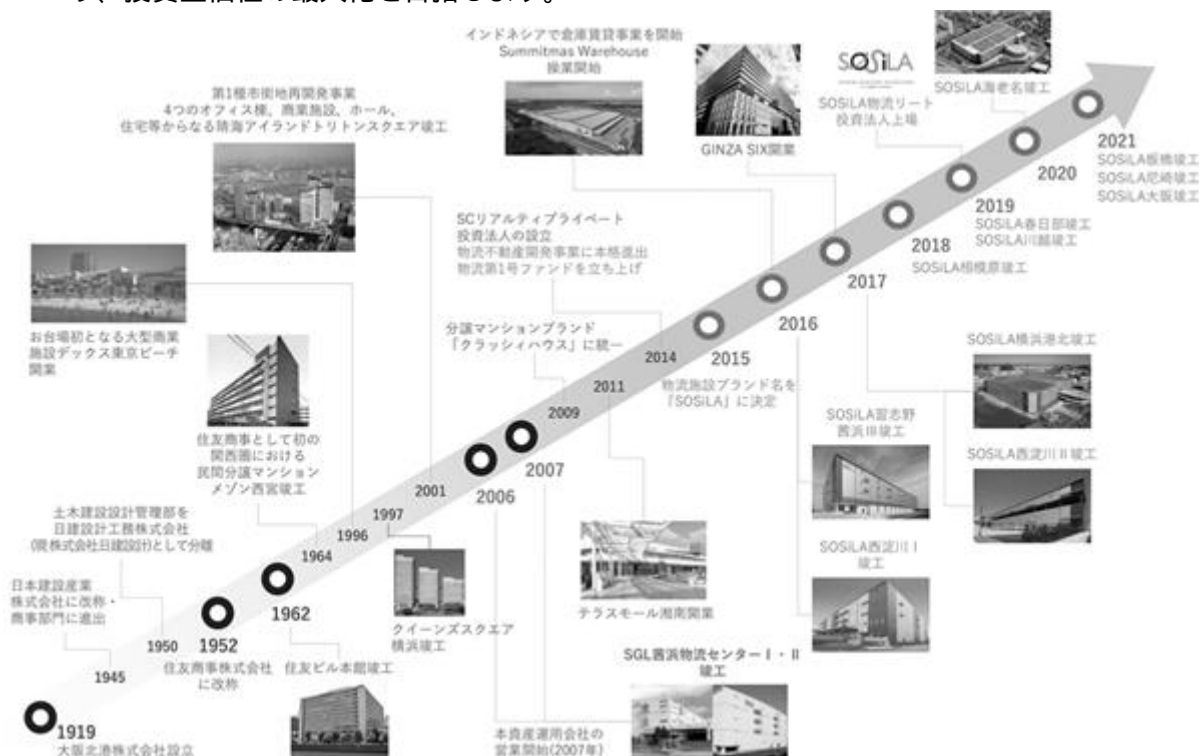 インドネシアで倉庫賃貸事業を開始
Summitmas Warehouse
操業開始
第1種市街地再開発事業
4つのオフィス棟、商業施設、ホール、
住宅等からなる晴海アイランドトリトンスクエア竣工
GINZA SIX開業
SOSiLA
SOSiLA物流リート
投資法人上場
SOSiLA海老名竣工
2021
SOSiLA板橋竣工
SOSiLA尼崎竣工
SOSiLA大阪竣工
2020
2019
SOSiLA春日部竣工
SOSiLA川越竣工
2018
SOSiLA相模原竣工
2017
SCリアルティプライベート
投資法人の設立
物流不動産開発事業に本格進出
物流第1号ファンドを立ち上げ
お台場初となる大型商業
施設デックス東京ビーチ
開業
分譲マンションブランド
「クラッシィハウス」に統一
2016
2015
物流施設ブランド名を
「SOSiLA」に決定
2014
2011
2009
2007
2006
2001
1997
1996
1964
住友商事として初の
関西圏における
民間分譲マンション
メゾン西宮竣工
SOSiLA横浜港北竣工
SOSiLA習志野
茜浜Ⅲ竣工
SOSiLA西淀川Ⅱ竣工
SOSiLA西淀川Ⅰ
竣工
土木建設設計管理部を
日建設計工務株式会社
(現株式会社日建設計)として分離
日本建設産業
株式会社に改称・
商事部門に進出
1962
住友ビル本館竣工
1952
住友商事株式会社
に改称
1950
1945
クイーンズスクエア
横浜竣工
テラスモール湘南開業
SGL茜浜物流センターⅠ・Ⅱ
竣工
1919
大阪北港株式会社設立
本資産運用会社の
営業開始(2007年)